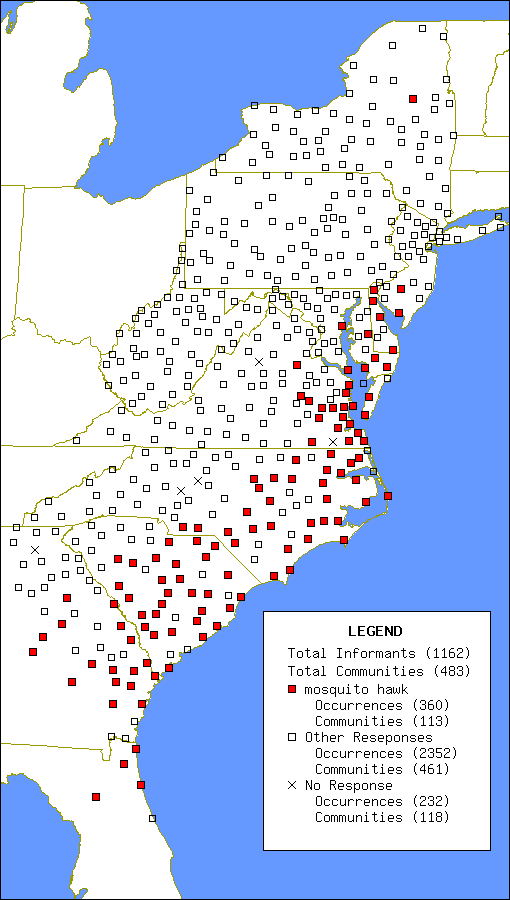 LEGEND
Total Informants (1162)
Total Communities (483)
mosquito hawk
Occurrences (360)
Communities (113)
Other Reseponses
Occurrences (2352)
Communities (461)
No Response
Occurrences (232)
Communities (118)